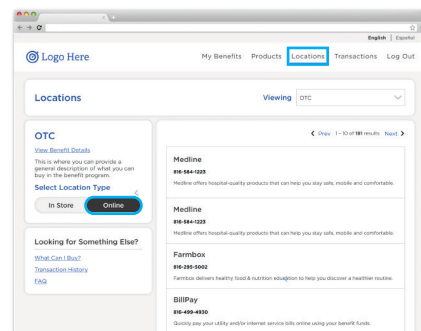 English | Español
Logo Here
My Benefits Products Locations Transactions Log Out
Locations
Viewing OTC
OTC
View Benefit Details
This is where you can provide a
general description of what you can
buy in the benefit program.
Select Location Type
In Store Online
Looking for Something Else?
What Can I Buy?
Transaction History
FAQ
Prev 1-10 of 181 results Next
Medline
816-584-1223
Medline offers hospital-quality products that can help you stay safe, mobile and comfortable.
Medline
816-584-1223
Medline offers hospital-quality products that can help you stay safe, mobile and comfortable.
Farmbox
816-295-5002
Farmbox delivers healthy food & nutrition education to help you discover a healthier routine.
BillPay
816-499-4930
Quickly pay your utility and/or internet service bills online using your benefit funds.